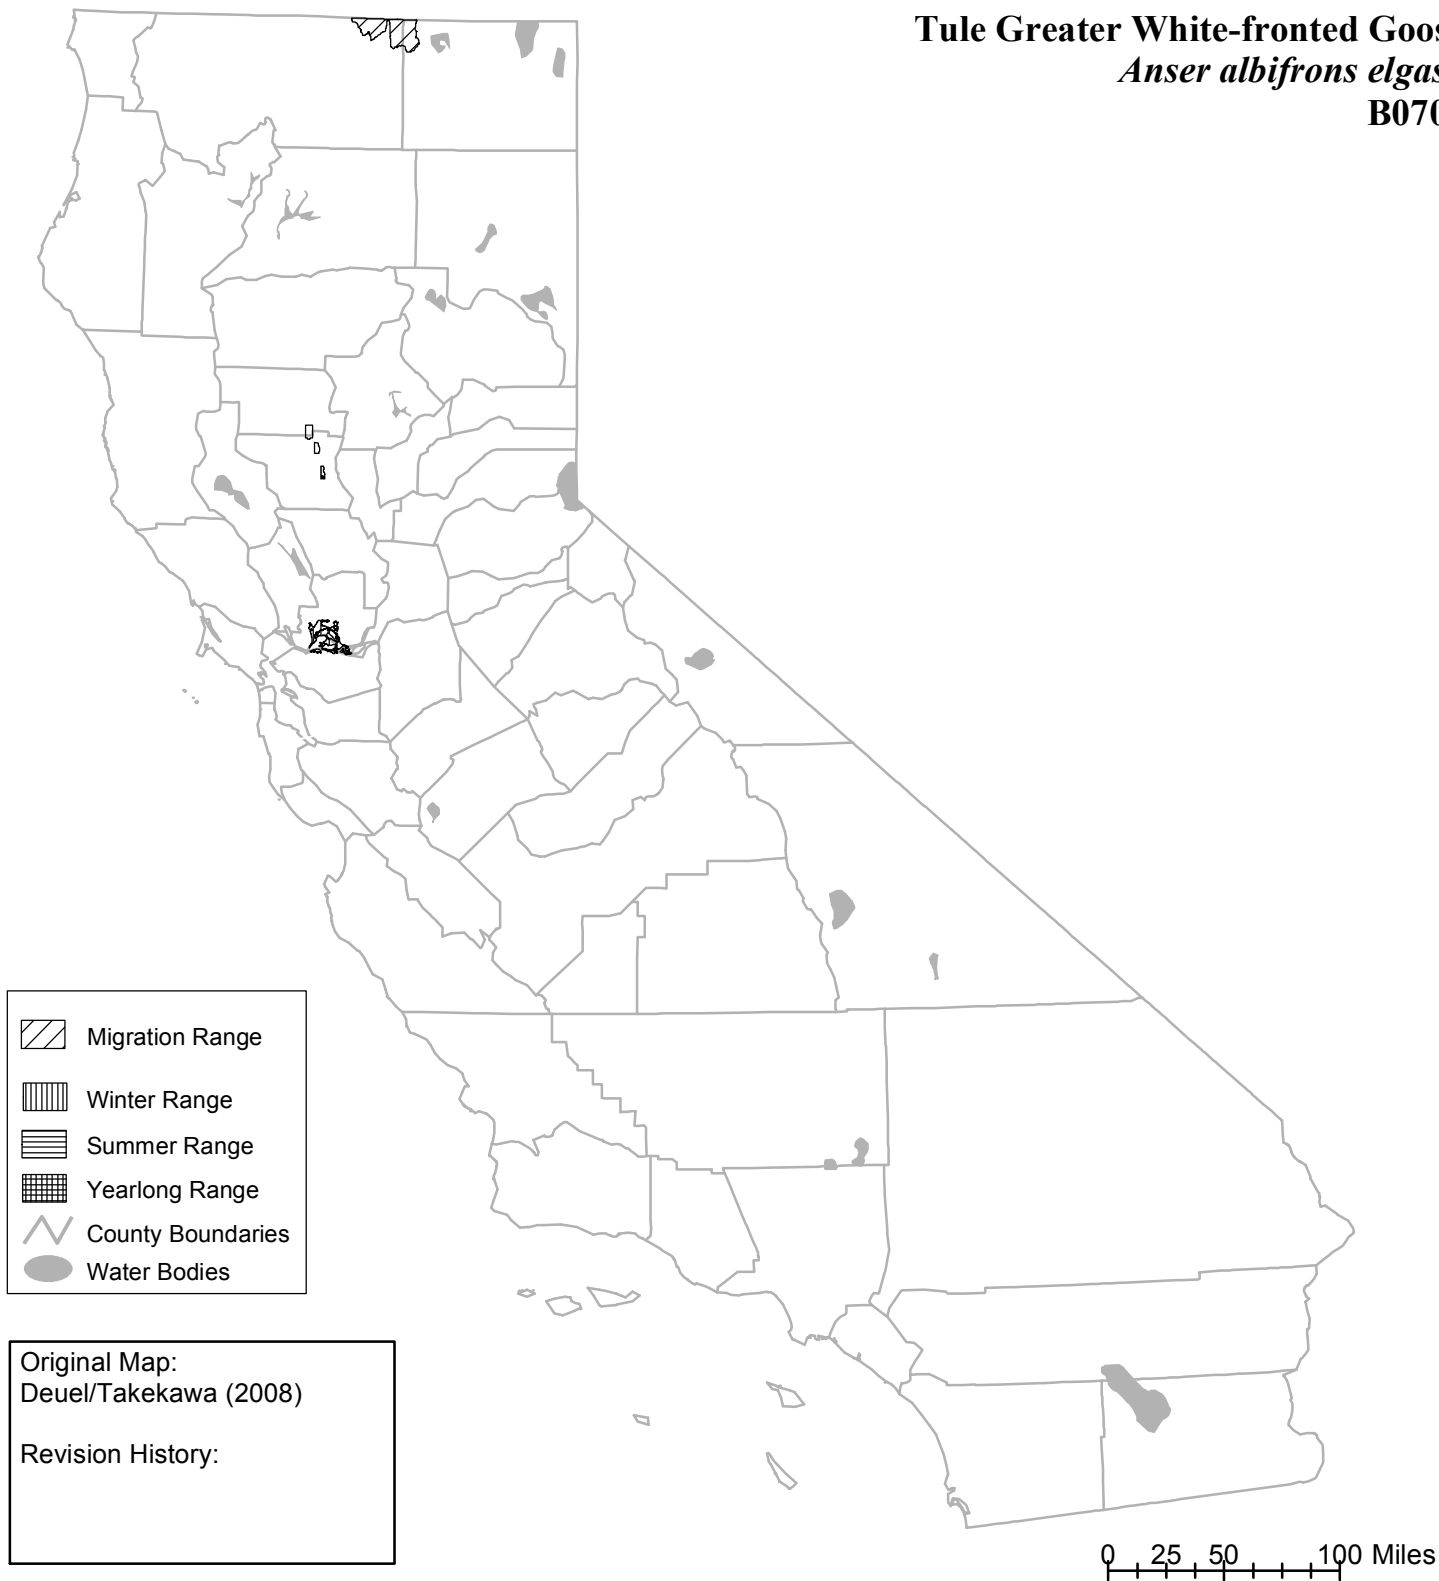 Tule Greater White-fronted Goos
Anser albifrons elgas
B070
Migration Range
Winter Range
Summer Range
Yearlong Range
County Boundaries
Water Bodies
Original Map:
Deuel/Takekawa (2008)
Revision History:
0 25 50 100 Miles